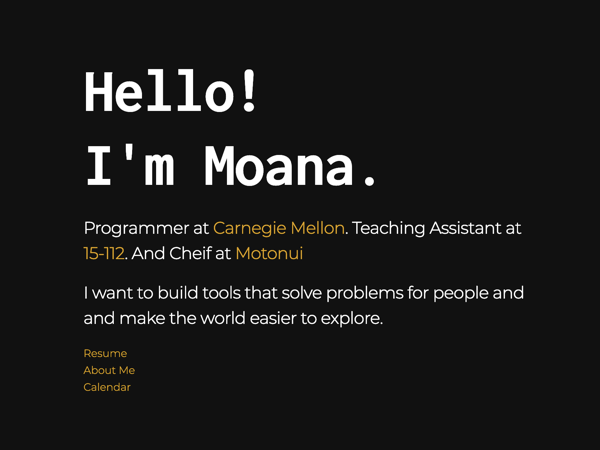 Hello!
I'm Moana.
Programmer at Carnegie Mellon. Teaching Assistant at
15-112. And Cheif at Motonui
I want to build tools that solve problems for people and
and make the world easier to explore.
Resume
About Me
Calendar